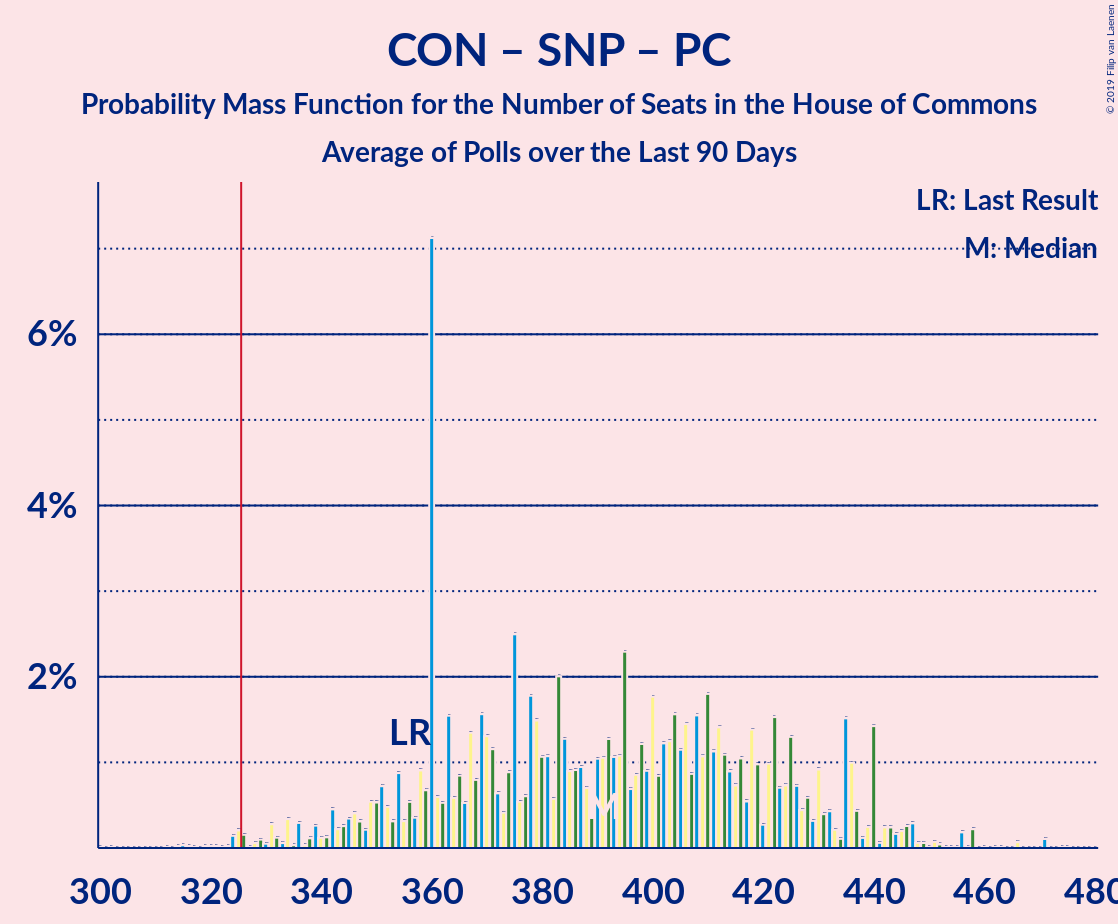 CON – SNP – PC
Probability Mass Function for the Number of Seats in the House of Commons
Average of Polls over the Last 90 Days
© 2019 Filip van Laenen
LR: Last Result
M: Median
6%
4%
2%
LR
M
300 320 340 360 380 400 420 440 460 480